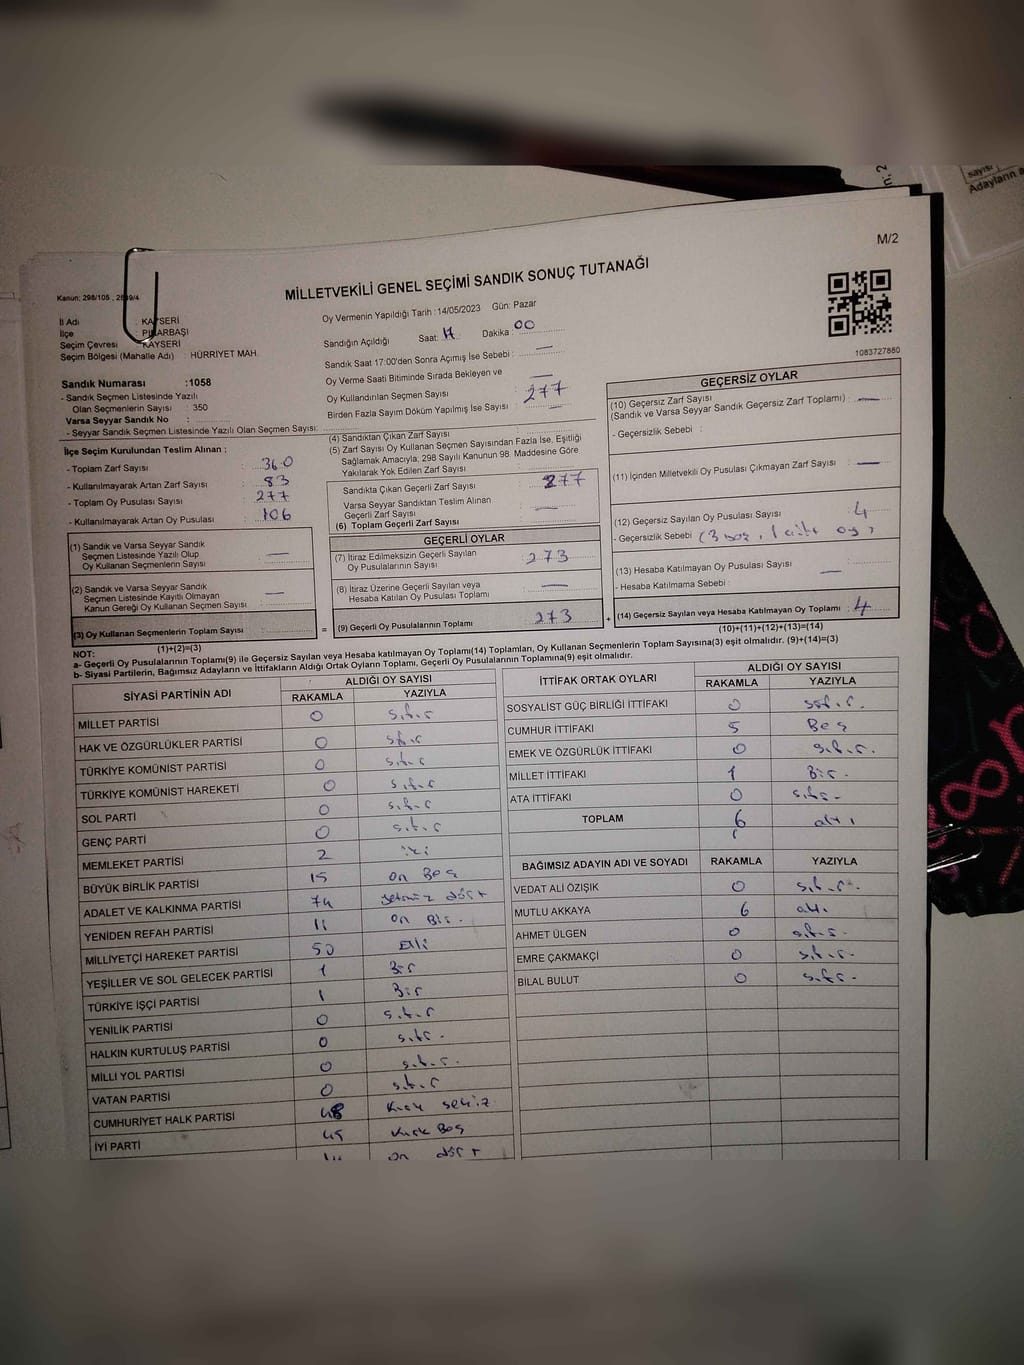 sayısı
Adayların a
n: 2
M/2
MİLLETVEKİLİ GENEL SEÇİMİ SANDIK SONUÇ TUTANAĞI
Kanun: 298/105 , 2839/4
İl Adı : KAYSERİ
İlçe : PINARBAŞI
Seçim Çevresi : KAYSERİ
Seçim Bölgesi (Mahalle Adı) : HÜRRİYET MAH.
Sandık Numarası :1058
- Sandık Seçmen Listesinde Yazılı
Olan Seçmenlerin Sayısı : 350
Varsa Seyyar Sandık No :
- Seyyar Sandık Seçmen Listesinde Yazılı Olan Seçmen Sayısı:
Oy Vermenin Yapıldığı Tarih :14/05/2023 Gün: Pazar
Sandığın Açıldığı Saat: 17 Dakika : 00
Sandık Saat 17:00'den Sonra Açımış İse Sebebi : —
Oy Verme Saati Bitiminde Sırada Bekleyen ve —
Oy Kullandırılan Seçmen Sayısı : 277
Birden Fazla Sayım Döküm Yapılmış İse Sayısı : —
1083727880
İlçe Seçim Kurulundan Teslim Alınan ;
- Toplam Zarf Sayısı : 360
- Kullanılmayarak Artan Zarf Sayısı : 83
- Toplam Oy Pusulası Sayısı : 277
- Kullanılmayarak Artan Oy Pusulası : 106
(4) Sandıktan Çıkan Zarf Sayısı
(5) Zarf Sayısı Oy Kullanan Seçmen Sayısından Fazla İse, Eşitliği
Sağlamak Amacıyla; 298 Sayılı Kanunun 98. Maddesine Göre
Yakılarak Yok Edilen Zarf Sayısı :
Sandıkta Çıkan Geçerli Zarf Sayısı : 277
Varsa Seyyar Sandıktan Teslim Alınan
Geçerli Zarf Sayısı : —
(6) Toplam Geçerli Zarf Sayısı
GEÇERSİZ OYLAR
(10) Geçersiz Zarf Sayısı
(Sandık ve Varsa Seyyar Sandık Geçersiz Zarf Toplamı) : —
- Geçersizlik Sebebi :
(11) İçinden Milletvekili Oy Pusulası Çıkmayan Zarf Sayısı : —
(12) Geçersiz Sayılan Oy Pusulası Sayısı : 4
- Geçersizlik Sebebi (3 boş, 1 çift oy)
(13) Hesaba Katılmayan Oy Pusulası Sayısı : —
- Hesaba Katılmama Sebebi :
(14) Geçersiz Sayılan veya Hesaba Katılmayan Oy Toplamı : 4
(10)+(11)+(12)+(13)=(14)
(1) Sandık ve Varsa Seyyar Sandık
Seçmen Listesinde Yazılı Olup
Oy Kullanan Seçmenlerin Sayısı : —
(2) Sandık ve Varsa Seyyar Sandık
Seçmen Listesinde Kayıtlı Olmayan
Kanun Gereği Oy Kullanan Seçmen Sayısı : —
(3) Oy Kullanan Seçmenlerin Toplam Sayısı :
(1)+(2)=(3)
=
GEÇERLİ OYLAR
(7) İtiraz Edilmeksizin Geçerli Sayılan
Oy Pusulalarının Sayısı : 273
(8) İtiraz Üzerine Geçerli Sayılan veya
Hesaba Katılan Oy Pusulası Toplamı : —
(9) Geçerli Oy Pusulalarının Toplamı : 273
+
NOT:
a- Geçerli Oy Pusulalarının Toplamı(9) ile Geçersiz Sayılan veya Hesaba Katılmayan Oy Toplamı(14) Toplamları, Oy Kullanan Seçmenlerin Toplam Sayısına(3) eşit olmalıdır. (9)+(14)=(3)
b- Siyasi Partilerin, Bağımsız Adayların ve İttifakların Aldığı Ortak Oyların Toplamı, Geçerli Oy Pusulalarının Toplamına(9) eşit olmalıdır.
SİYASİ PARTİNİN ADI ALDIĞI OY SAYISI
RAKAMLA YAZIYLA
MİLLET PARTİSİ 0 sıfır
HAK VE ÖZGÜRLÜKLER PARTİSİ 0 sıfır
TÜRKİYE KOMÜNİST PARTİSİ 0 sıfır
TÜRKİYE KOMÜNİST HAREKETİ 0 sıfır
SOL PARTİ 0 sıfır
GENÇ PARTİ 0 sıfır
MEMLEKET PARTİSİ 2 iki
BÜYÜK BİRLİK PARTİSİ 15 on Beş
ADALET VE KALKINMA PARTİSİ 74 yetmiş dört
YENİDEN REFAH PARTİSİ 11 on Bir.
MİLLİYETÇİ HAREKET PARTİSİ 50 Elli
YEŞİLLER VE SOL GELECEK PARTİSİ 1 Bir
TÜRKİYE İŞÇİ PARTİSİ 1 Bir
YENİLİK PARTİSİ 0 sıfır
HALKIN KURTULUŞ PARTİSİ 0 sıfır.
MİLLİ YOL PARTİSİ 0 sıfır.
VATAN PARTİSİ 0 sıfır
CUMHURİYET HALK PARTİSİ 48 Kırk sekiz
İYİ PARTİ 45 Kırk Beş
14 on dört
İTTİFAK ORTAK OYLARI ALDIĞI OY SAYISI
RAKAMLA YAZIYLA
SOSYALİST GÜÇ BİRLİĞİ İTTİFAKI 0 sıfır.
CUMHUR İTTİFAKI 5 Beş
EMEK VE ÖZGÜRLÜK İTTİFAKI 0 sıfır.
MİLLET İTTİFAKI 1 Bir.
ATA İTTİFAKI 0 sıfır.
TOPLAM 6 altı
BAĞIMSIZ ADAYIN ADI VE SOYADI RAKAMLA YAZIYLA
VEDAT ALİ ÖZIŞIK 0 sıfır.
MUTLU AKKAYA 6 altı
AHMET ÜLGEN 0 sıfır.
EMRE ÇAKMAKÇİ 0 sıfır.
BİLAL BULUT 0 sıfır.